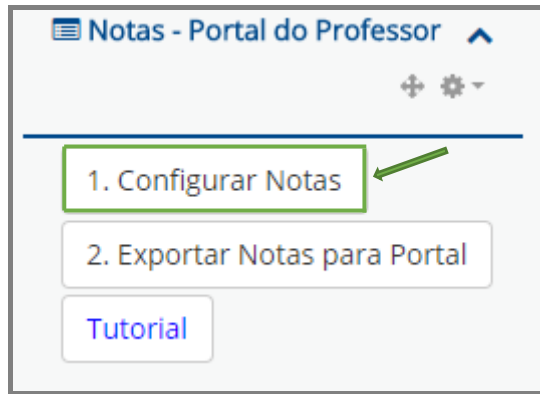 Notas - Portal do Professor
1. Configurar Notas
2. Exportar Notas para Portal
Tutorial